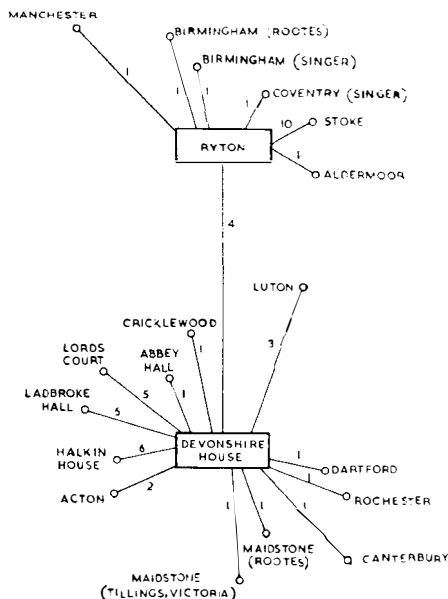 MANCHESTER
BIRMINGHAM (ROOTES)
BIRMINGHAM (SINGER)
COVENTRY (SINGER)
1
1
1
1
10
STOKE
RYTON
1
ALDERMOOR
4
LUTON
CRICKLEWOOD
3
LORDS
COURT
ABBEY
HALL
1
LADBROKE
HALL
5
1
5
HALKIN
HOUSE
6
DEVONSHIRE
HOUSE
1
DARTFORD
ACTON
2
1
ROCHESTER
1
1
1
MAIDSTONE
(ROOTES)
CANTERBURY
MAIDSTONE
(TILLINGS, VICTORIA)